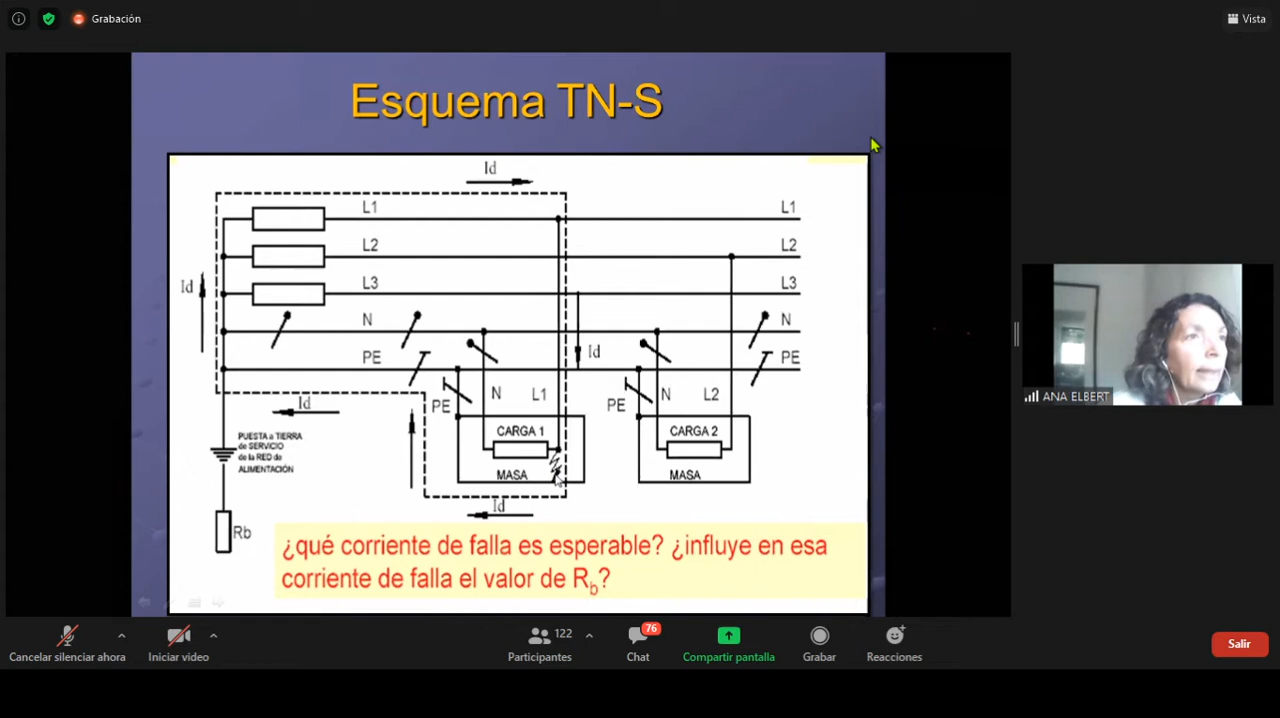 Grabación
Vista
Esquema TN-S
Id
L1
L1
L2
L2
Id
L3
L3
N
N
PE
Id
PE
Id
PE
N
L1
PE
N
L2
PUESTA a TIERRA
de SERVICIO
de la RED de
ALIMENTACIÓN
CARGA 1
CARGA 2
MASA
MASA
Id
Rb
¿qué corriente de falla es esperable? ¿influye en esa
corriente de falla el valor de Rb?
ANA ELBERT
Cancelar silenciar ahora
Iniciar video
122
Participantes
76
Chat
Compartir pantalla
Grabar
Reacciones
Salir